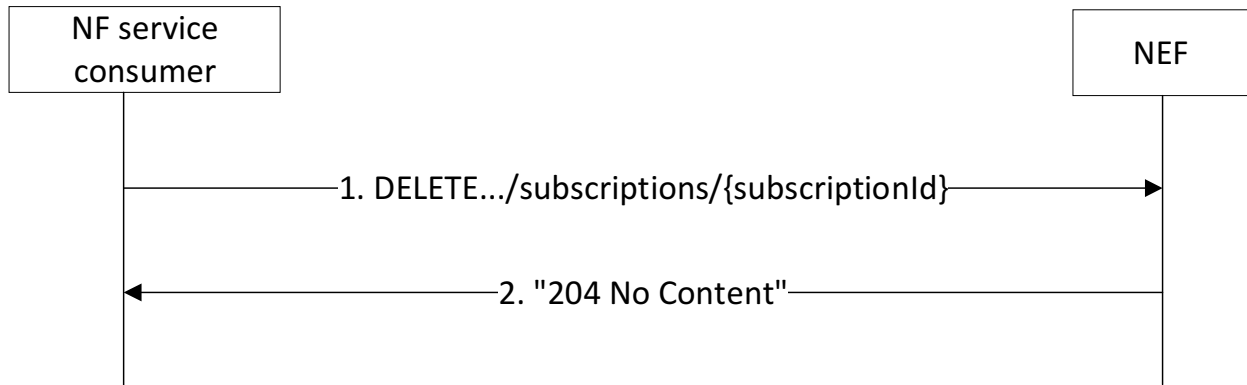 NF service
consumer
NEF
1. DELETE.../subscriptions/{subscriptionId}
2. "204 No Content"